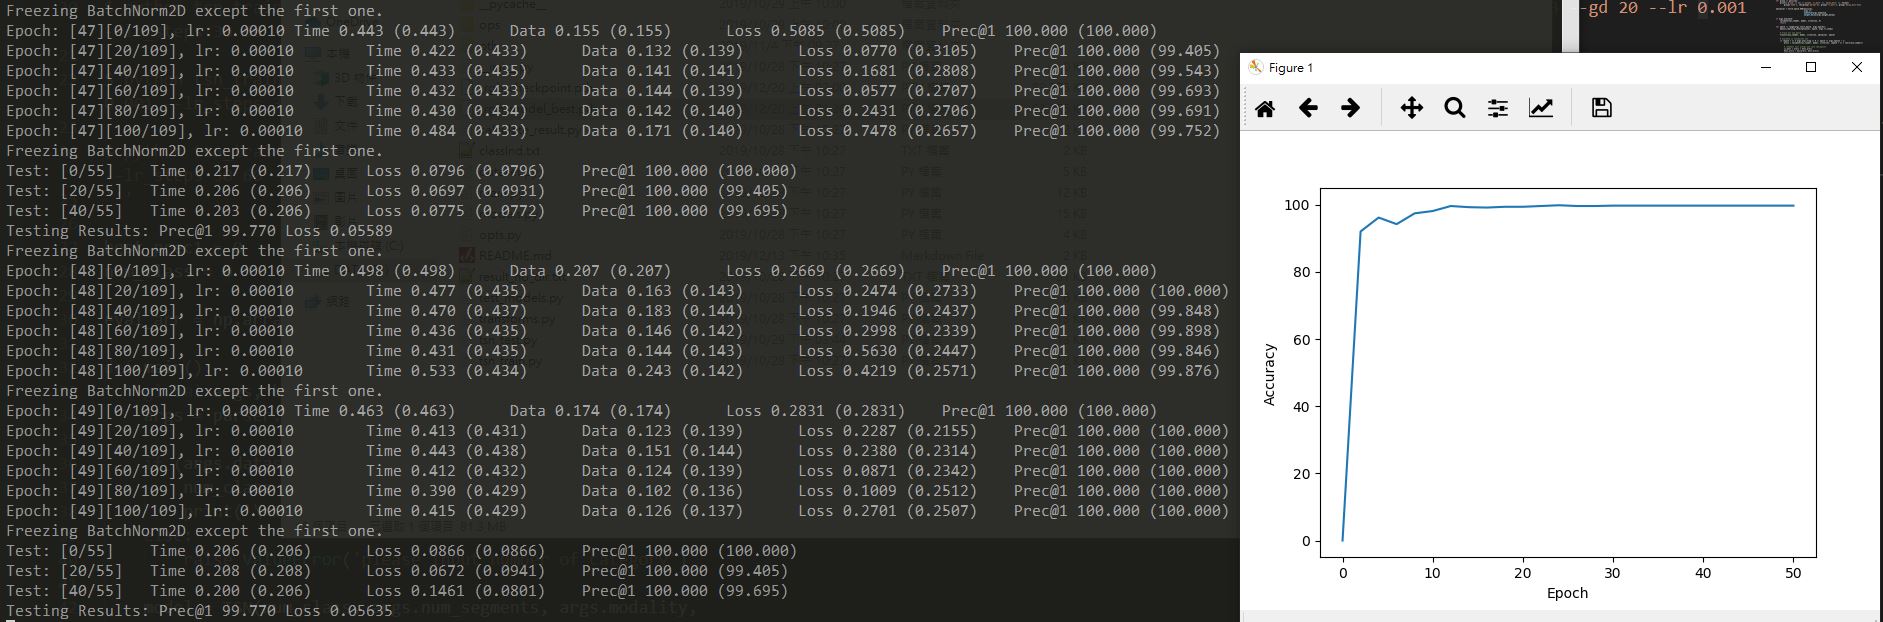 Freezing BatchNorm2D except the first one.
Epoch: [47][0/109], lr: 0.00010 Time 0.443 (0.443) Data 0.155 (0.155) Loss 0.5085 (0.5085) Prec@1 100.000 (100.000)
Epoch: [47][20/109], lr: 0.00010 Time 0.422 (0.433) Data 0.132 (0.139) Loss 0.0770 (0.3105) Prec@1 100.000 (99.405)
Epoch: [47][40/109], lr: 0.00010 Time 0.433 (0.435) Data 0.141 (0.141) Loss 0.1681 (0.2808) Prec@1 100.000 (99.543)
Epoch: [47][60/109], lr: 0.00010 Time 0.432 (0.433) Data 0.144 (0.139) Loss 0.0577 (0.2707) Prec@1 100.000 (99.693)
Epoch: [47][80/109], lr: 0.00010 Time 0.430 (0.434) Data 0.142 (0.140) Loss 0.2431 (0.2706) Prec@1 100.000 (99.691)
Epoch: [47][100/109], lr: 0.00010 Time 0.484 (0.433) Data 0.171 (0.140) Loss 0.7478 (0.2657) Prec@1 100.000 (99.752)
Freezing BatchNorm2D except the first one.
Test: [0/55] Time 0.217 (0.217) Loss 0.0796 (0.0796) Prec@1 100.000 (100.000)
Test: [20/55] Time 0.206 (0.206) Loss 0.0697 (0.0931) Prec@1 100.000 (99.405)
Test: [40/55] Time 0.203 (0.206) Loss 0.0775 (0.0772) Prec@1 100.000 (99.695)
Testing Results: Prec@1 99.770 Loss 0.05589
Freezing BatchNorm2D except the first one.
Epoch: [48][0/109], lr: 0.00010 Time 0.498 (0.498) Data 0.207 (0.207) Loss 0.2669 (0.2669) Prec@1 100.000 (100.000)
Epoch: [48][20/109], lr: 0.00010 Time 0.477 (0.435) Data 0.163 (0.143) Loss 0.2474 (0.2733) Prec@1 100.000 (100.000)
Epoch: [48][40/109], lr: 0.00010 Time 0.470 (0.437) Data 0.183 (0.144) Loss 0.1946 (0.2437) Prec@1 100.000 (99.848)
Epoch: [48][60/109], lr: 0.00010 Time 0.436 (0.435) Data 0.146 (0.142) Loss 0.2998 (0.2339) Prec@1 100.000 (99.898)
Epoch: [48][80/109], lr: 0.00010 Time 0.431 (0.435) Data 0.144 (0.143) Loss 0.5630 (0.2447) Prec@1 100.000 (99.846)
Epoch: [48][100/109], lr: 0.00010 Time 0.533 (0.434) Data 0.243 (0.142) Loss 0.4219 (0.2571) Prec@1 100.000 (99.876)
Freezing BatchNorm2D except the first one.
Epoch: [49][0/109], lr: 0.00010 Time 0.463 (0.463) Data 0.174 (0.174) Loss 0.2831 (0.2831) Prec@1 100.000 (100.000)
Epoch: [49][20/109], lr: 0.00010 Time 0.413 (0.431) Data 0.123 (0.139) Loss 0.2287 (0.2155) Prec@1 100.000 (100.000)
Epoch: [49][40/109], lr: 0.00010 Time 0.443 (0.438) Data 0.151 (0.144) Loss 0.2380 (0.2314) Prec@1 100.000 (100.000)
Epoch: [49][60/109], lr: 0.00010 Time 0.412 (0.432) Data 0.124 (0.139) Loss 0.0871 (0.2342) Prec@1 100.000 (100.000)
Epoch: [49][80/109], lr: 0.00010 Time 0.390 (0.429) Data 0.102 (0.136) Loss 0.1009 (0.2512) Prec@1 100.000 (100.000)
Epoch: [49][100/109], lr: 0.00010 Time 0.415 (0.429) Data 0.126 (0.137) Loss 0.2701 (0.2507) Prec@1 100.000 (100.000)
Freezing BatchNorm2D except the first one.
Test: [0/55] Time 0.206 (0.206) Loss 0.0866 (0.0866) Prec@1 100.000 (100.000)
Test: [20/55] Time 0.208 (0.208) Loss 0.0672 (0.0941) Prec@1 100.000 (99.405)
Test: [40/55] Time 0.200 (0.206) Loss 0.1461 (0.0801) Prec@1 100.000 (99.695)
Testing Results: Prec@1 99.770 Loss 0.05635
--gd 20 --lr 0.001
Figure 1
100
80
60
40
20
0
Accuracy
0 10 20 30 40 50
Epoch